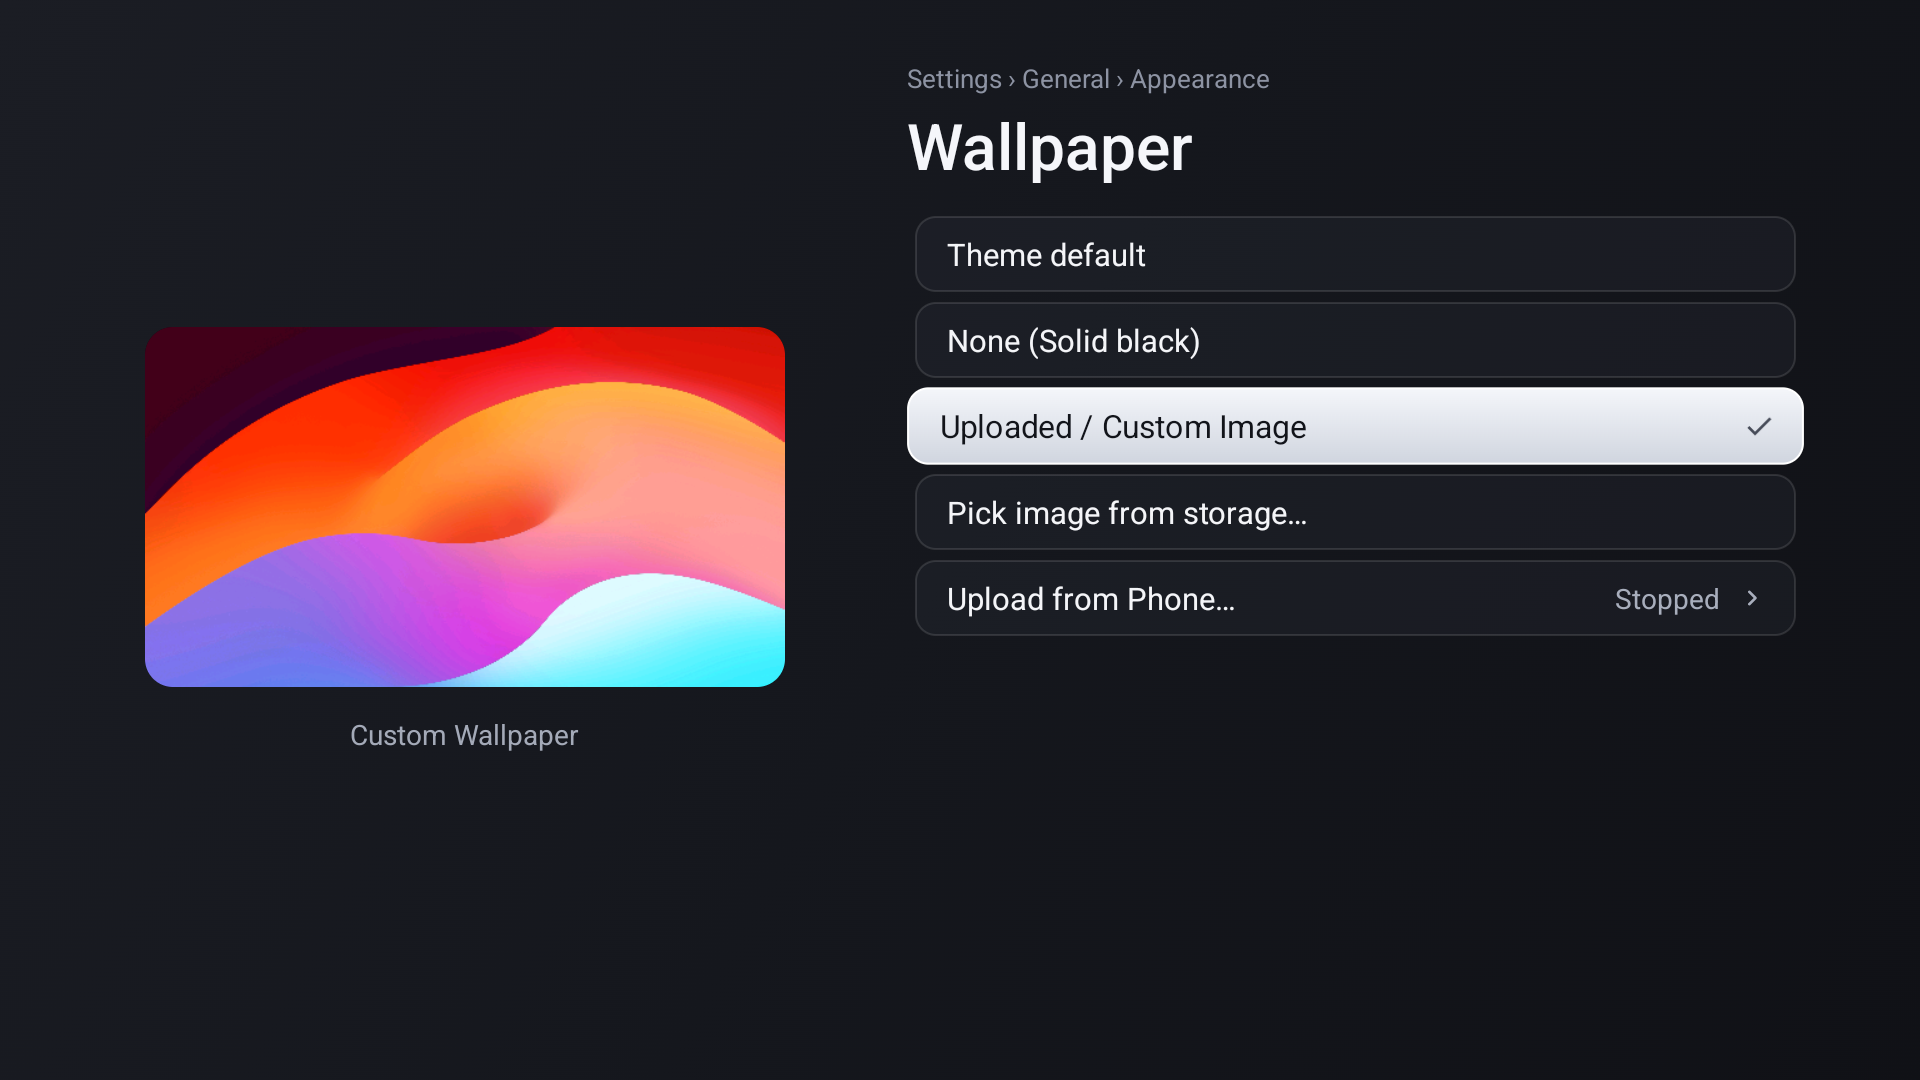 Settings › General › Appearance
Wallpaper
Theme default
None (Solid black)
Uploaded / Custom Image
Pick image from storage…
Upload from Phone… Stopped
Custom Wallpaper